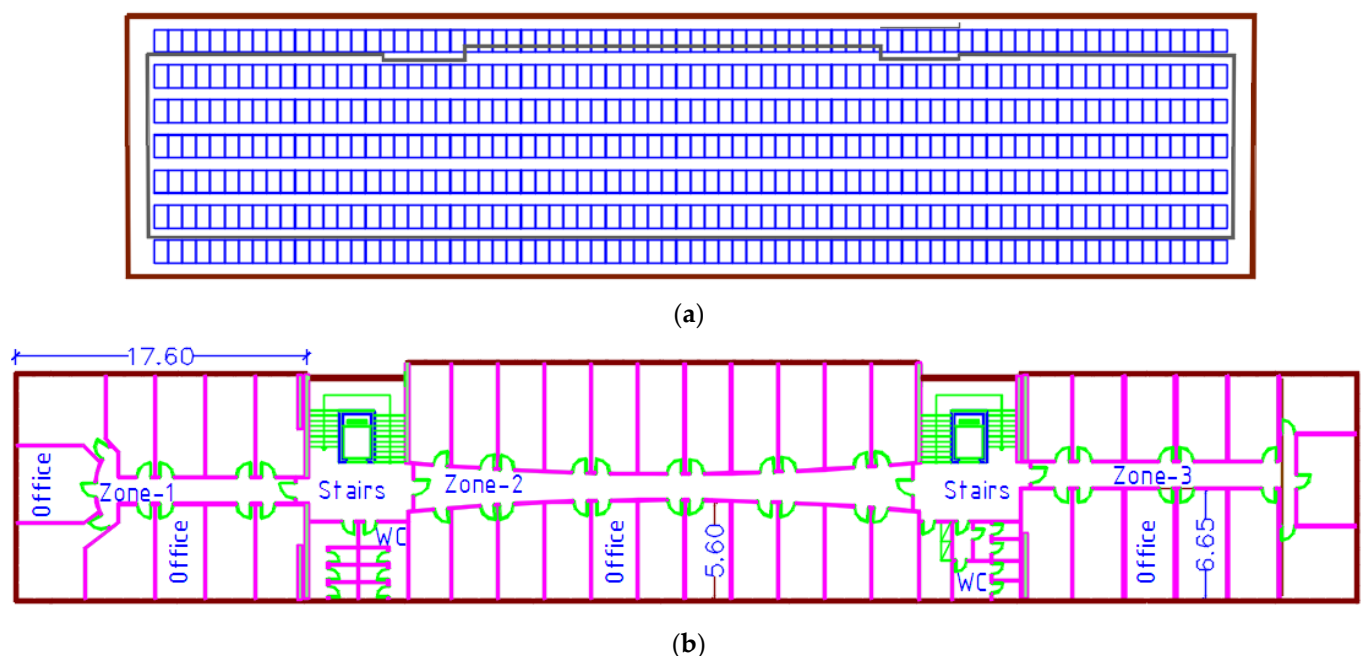 (a)
17.60
Office
Zone-1
Office
Stairs
WC
Zone-2
Office
5.60
Stairs
WC
Zone-3
Office
6.65
(b)